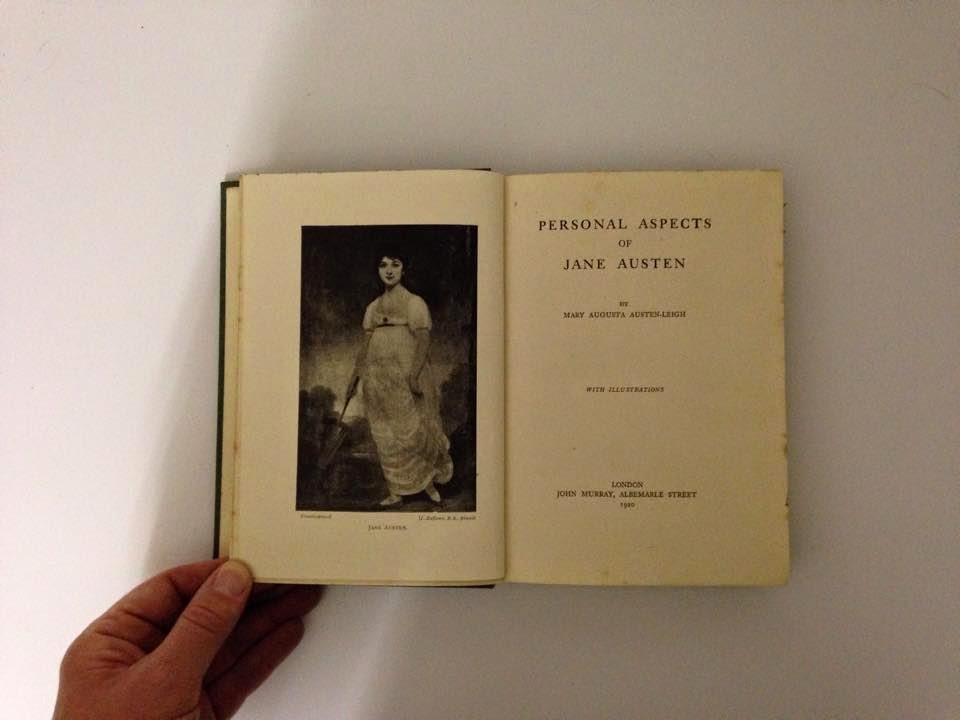 Frontispiece]
JANE AUSTEN.
PERSONAL ASPECTS
OF
JANE AUSTEN
BY
MARY AUGUSTA AUSTEN-LEIGH
WITH ILLUSTRATIONS
LONDON
JOHN MURRAY, ALBEMARLE STREET
1920